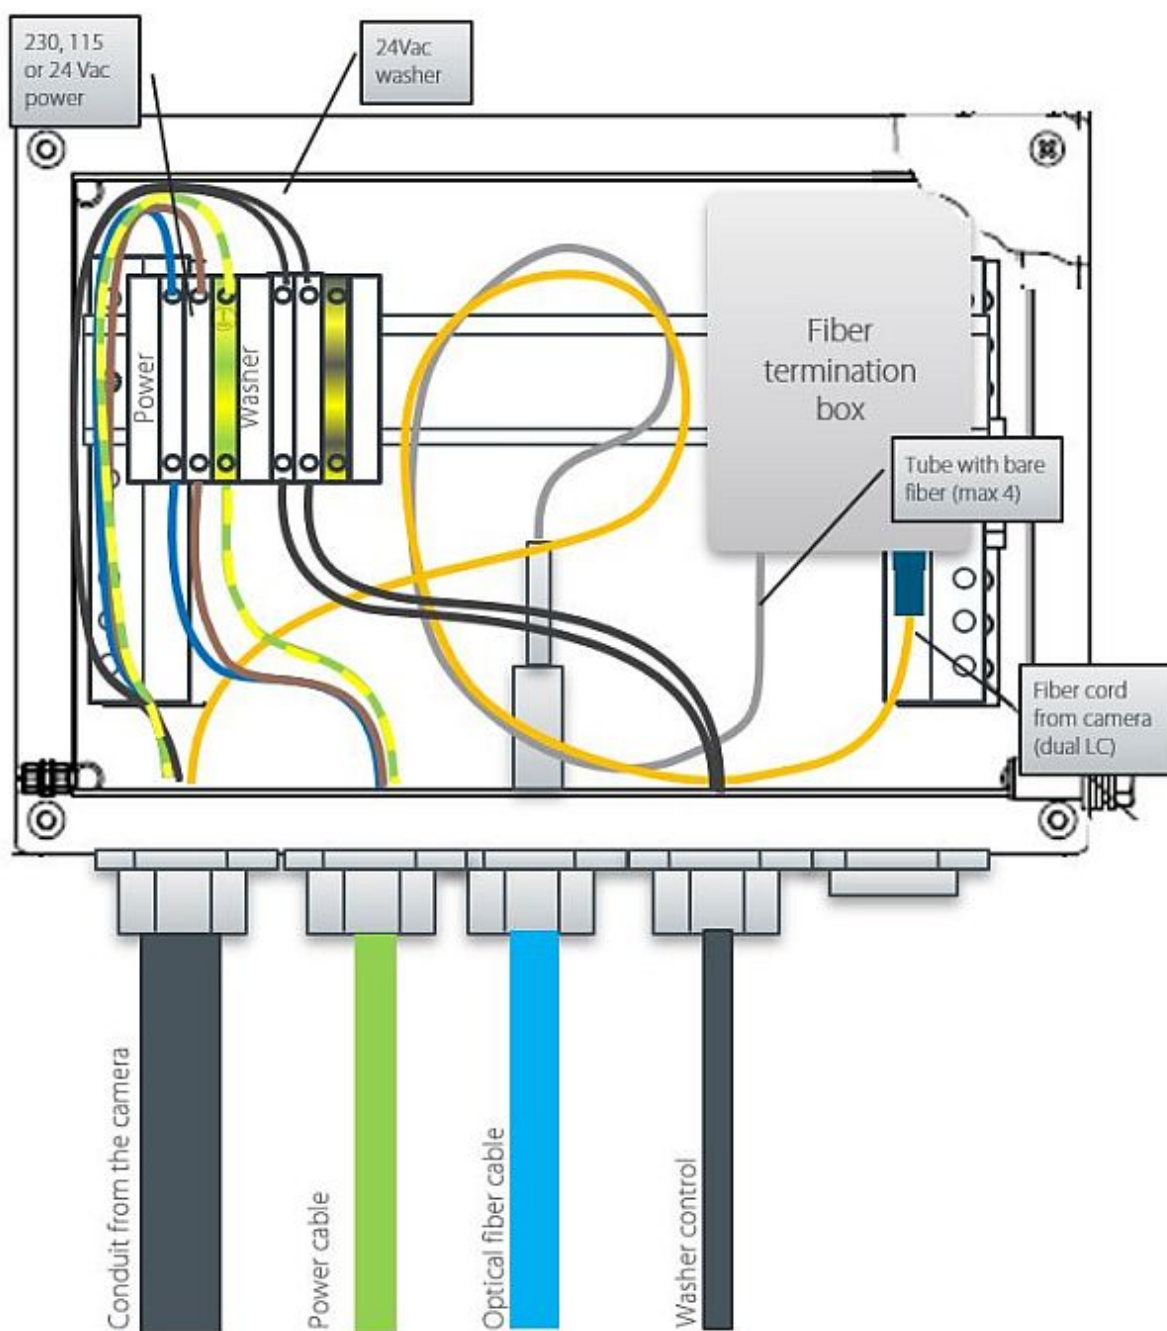 230, 115
or 24 Vac
power
24Vac
washer
Power
Washer
Fiber
termination
box
Tube with bare
fiber (max 4)
Fiber cord
from camera
(dual LC)
Conduit from the camera
Power cable
Optical fiber cable
Washer control